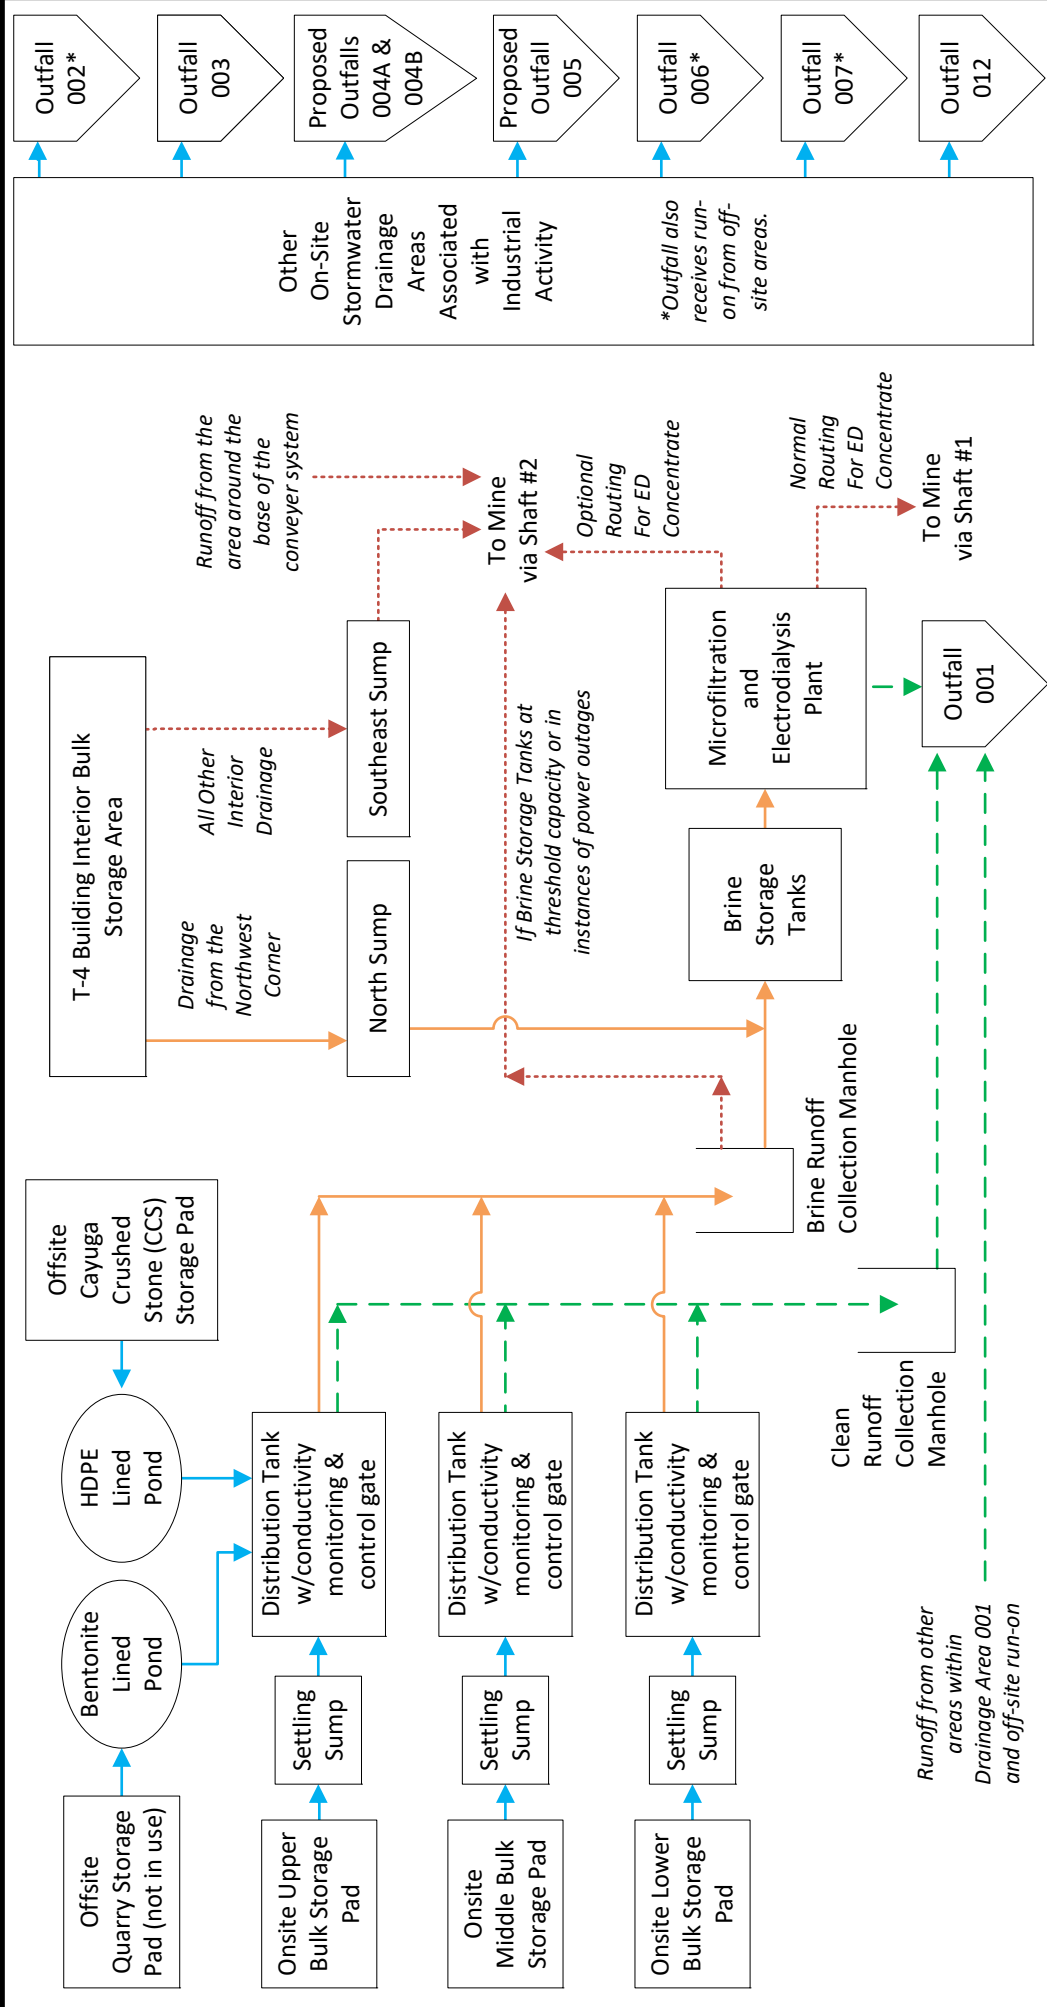 Offsite
Quarry Storage
Pad (not in use)
Bentonite
Lined
Pond
HDPE
Lined
Pond
Offsite
Cayuga
Crushed
Stone (CCS)
Storage Pad
Onsite Upper
Bulk Storage
Pad
Settling
Sump
Distribution Tank
w/conductivity
monitoring &
control gate
Onsite
Middle Bulk
Storage Pad
Settling
Sump
Distribution Tank
w/conductivity
monitoring &
control gate
Onsite Lower
Bulk Storage
Pad
Settling
Sump
Distribution Tank
w/conductivity
monitoring &
control gate
Clean
Runoff
Collection
Manhole
Brine Runoff
Collection Manhole
Runoff from other
areas within
Drainage Area 001
and off-site run-on
T-4 Building Interior Bulk
Storage Area
Drainage
from the
Northwest
Corner
All Other
Interior
Drainage
North Sump
Southeast Sump
Runoff from the
area around the
base of the
conveyer system
To Mine
via Shaft #2
If Brine Storage Tanks at
threshold capacity or in
instances of power outages
Optional
Routing
For ED
Concentrate
Brine
Storage
Tanks
Microfiltration
and
Electrodialysis
Plant
Normal
Routing
For ED
Concentrate
To Mine
via Shaft #1
Outfall
001
Other
On-Site
Stormwater
Drainage
Areas
Associated
with
Industrial
Activity
*Outfall also
receives run-
on from off-
site areas.
Outfall
002*
Outfall
003
Proposed
Outfalls
004A &
004B
Proposed
Outfall
005
Outfall
006*
Outfall
007*
Outfall
012